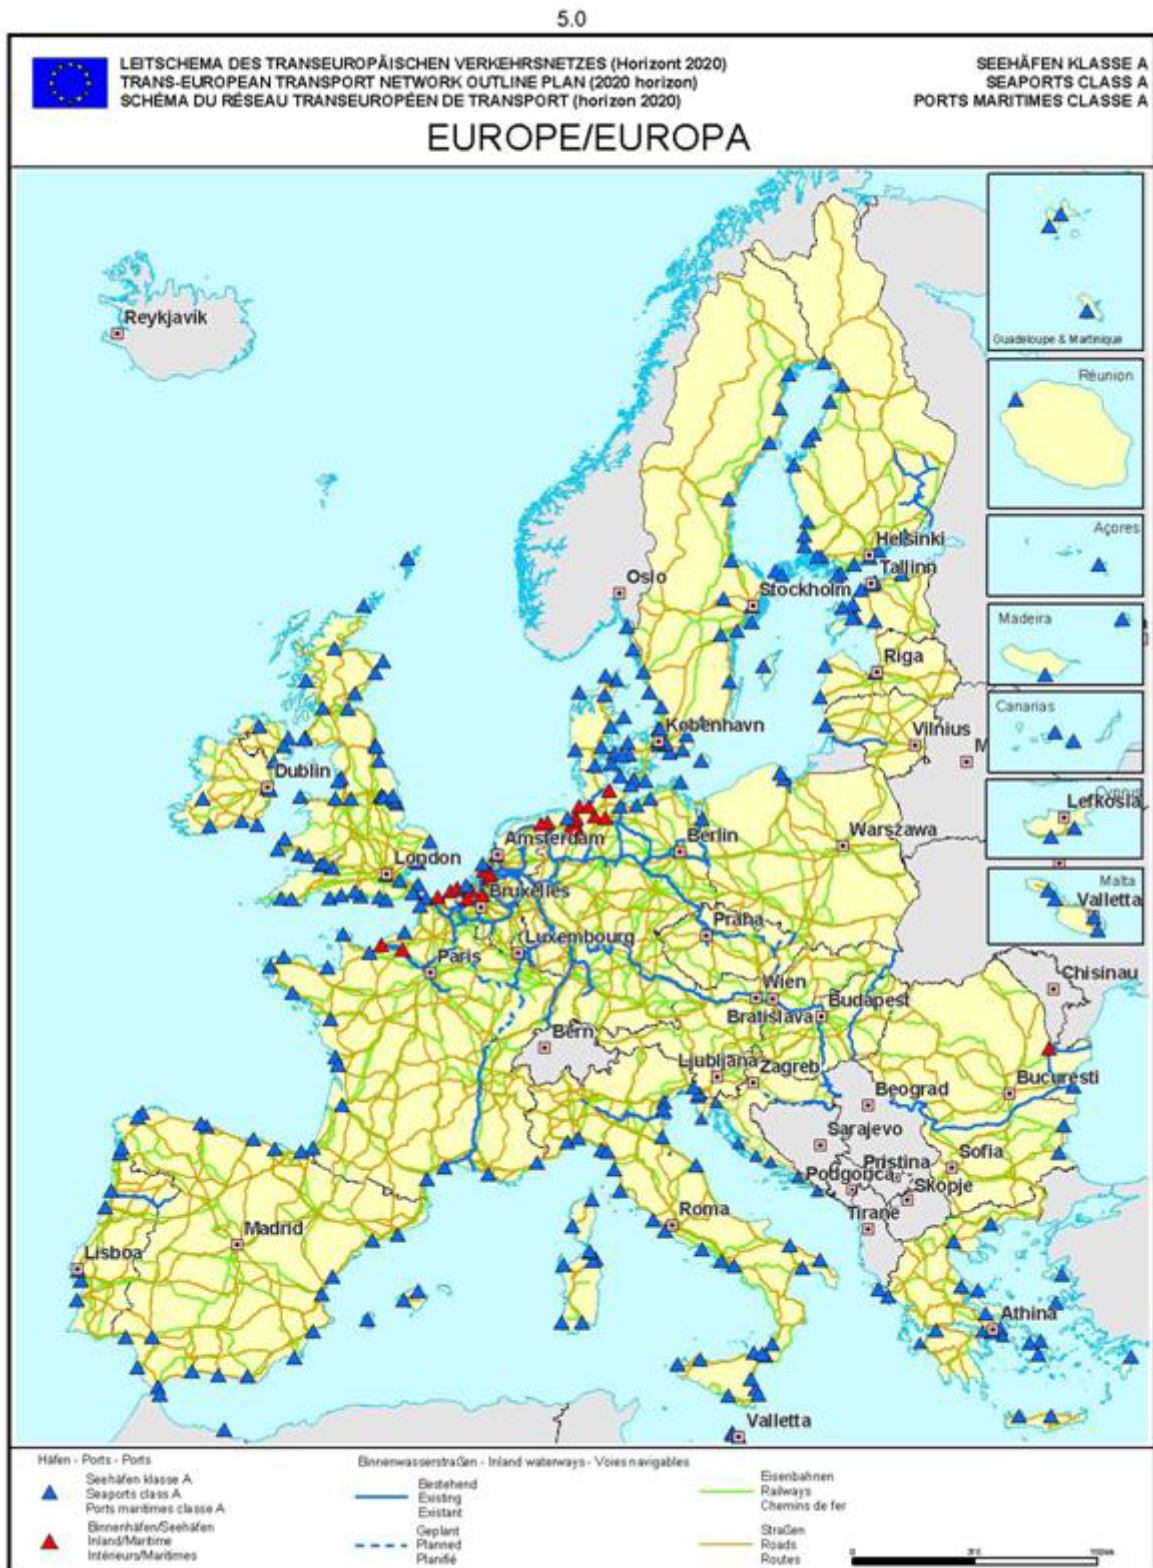 5.0
LEITSCHEMA DES TRANSEUROPÄISCHEN VERKEHRSNETZES (Horizont 2020)
TRANS-EUROPEAN TRANSPORT NETWORK OUTLINE PLAN (2020 horizon)
SCHÉMA DU RÉSEAU TRANSEUROPÉEN DE TRANSPORT (horizon 2020)
SEEHÄFEN KLASSE A
SEAPORTS CLASS A
PORTS MARITIMES CLASSE A
EUROPE/EUROPA
Guadeloupe & Martinique
Réunion
Açores
Madeira
Canarias
Cyprus
Lefkosia
Malta
Valletta
Reykjavik
Helsinki
Tallinn
Oslo
Stockholm
Riga
København
Vilnius
M
Dublin
Amsterdam
Berlin
Warszawa
London
Bruxelles
Praha
Luxembourg
Paris
Chisinau
Wien
Budapest
Bratislava
Bern
Ljubljana
Zagreb
Bucuresti
Beograd
Sarajevo
Pristina
Sofia
Podgorica
Skopje
Roma
Tirane
Madrid
Lisboa
Athina
Valletta
Häfen - Ports - Ports
Seehäfen klasse A
Seaports class A
Ports maritimes classe A
Binnenhäfen/Seehäfen
Inland/Maritime
Intérieurs/Maritimes
Binnenwasserstraßen - Inland waterways - Voies navigables
Bestehend
Existing
Existant
Geplant
Planned
Planifié
Eisenbahnen
Railways
Chemins de fer
Straßen
Roads
Routes
0